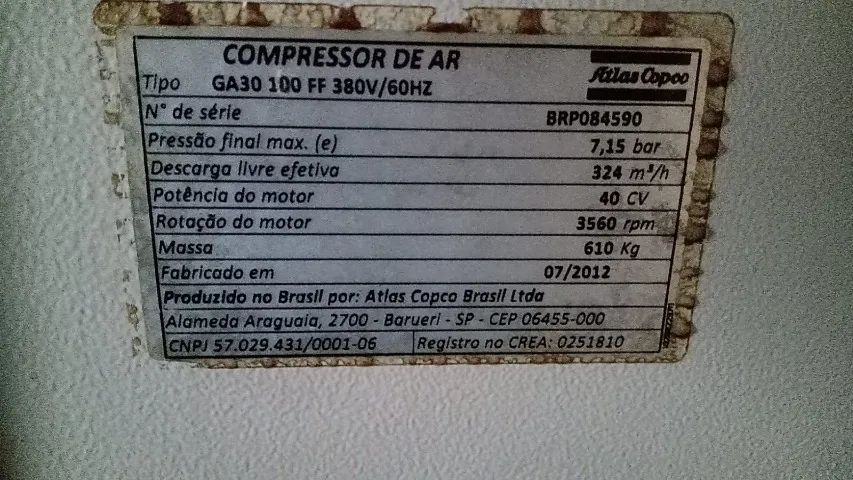 COMPRESSOR DE AR
Atlas Copco
Tipo GA30 100 FF 380V/60HZ
N° de série BRP084590
Pressão final max. (e) 7,15 bar
Descarga livre efetiva 324 m³/h
Potência do motor 40 CV
Rotação do motor 3560 rpm
Massa 610 Kg
Fabricado em 07/2012
Produzido no Brasil por: Atlas Copco Brasil Ltda
Alameda Araguaia, 2700 - Barueri - SP - CEP 06455-000
CNPJ 57.029.431/0001-06 Registro no CREA: 0251810